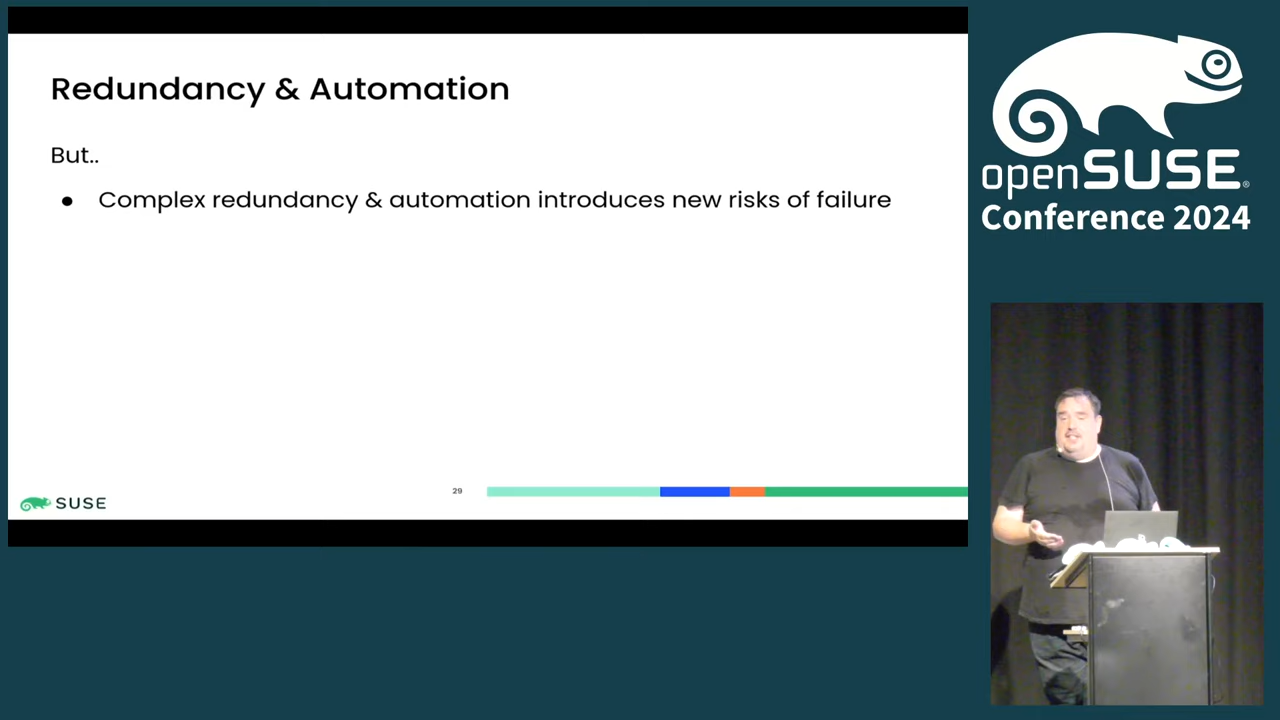 Redundancy & Automation
But..
● Complex redundancy & automation introduces new risks of failure
29
SUSE
openSUSE®
Conference 2024